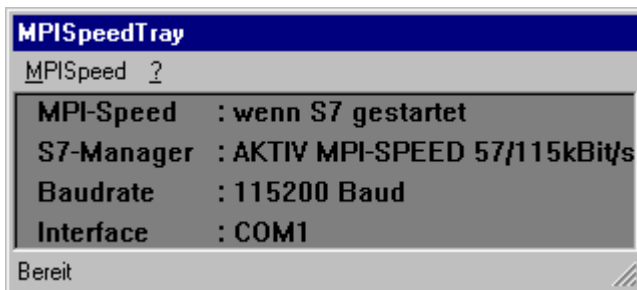 MPISpeedTray
MPISpeed ?
MPI-Speed : wenn S7 gestartet
S7-Manager : AKTIV MPI-SPEED 57/115kBit/s
Baudrate : 115200 Baud
Interface : COM1
Bereit